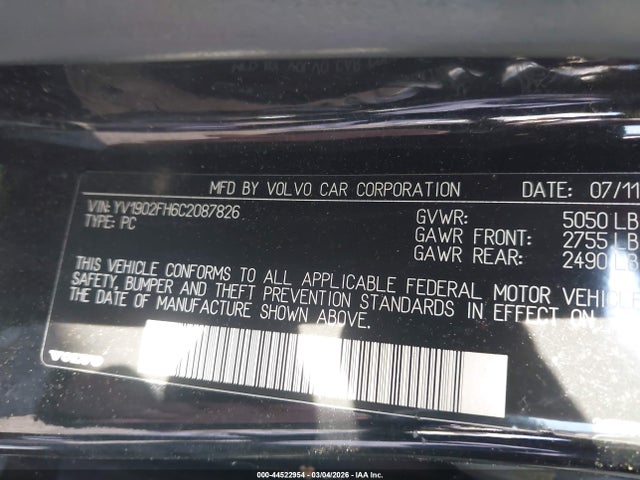 MFD BY VOLVO CAR CORPORATION DATE: 07/11
VIN: YV1902FH6C2087826 GVWR: 5050 LB
TYPE: PC GAWR FRONT: 2755 LB
GAWR REAR: 2490 LB
THIS VEHICLE CONFORMS TO ALL APPLICABLE FEDERAL MOTOR VEHICLE
SAFETY, BUMPER AND THEFT PREVENTION STANDARDS IN EFFECT ON
THE DATE OF MANUFACTURE SHOWN ABOVE.
VOLVO
000-44522954 - 03/04/2026 - IAA Inc.